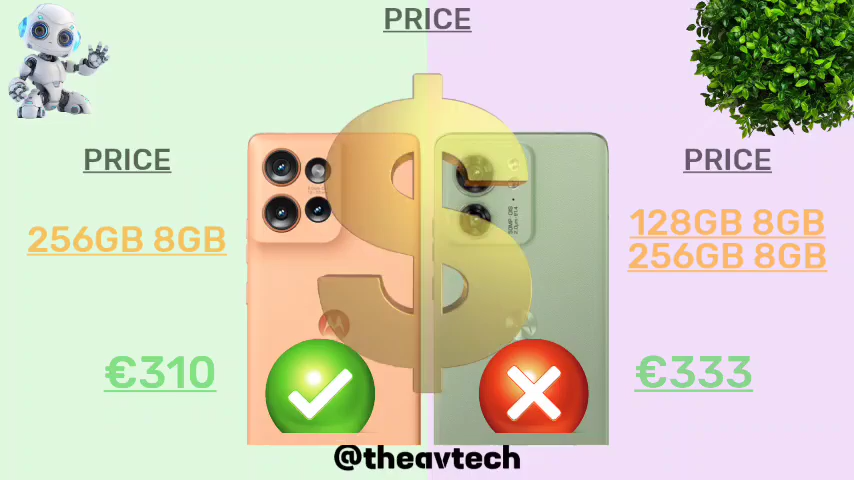 PRICE
PRICE
256GB 8GB
€310
PRICE
128GB 8GB
256GB 8GB
€333
@theavtech